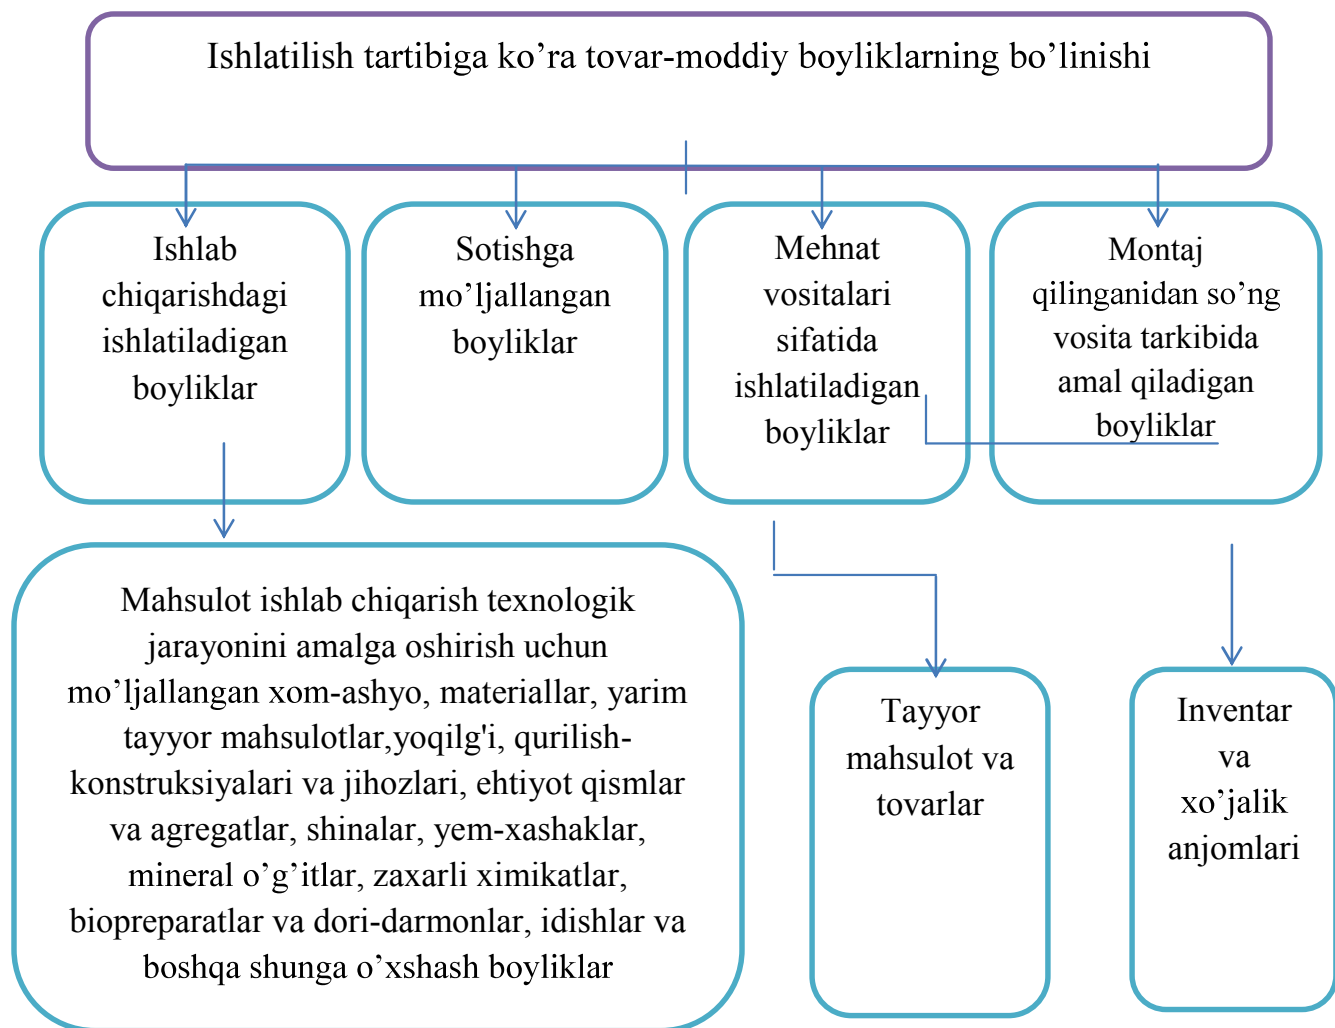 Ishlatilish tartibiga ko’ra tovar-moddiy boyliklarning bo’linishi
Ishlab
chiqarishdagi
ishlatiladigan
boyliklar
Sotishga
mo’ljallangan
boyliklar
Mehnat
vositalari
sifatida
ishlatiladigan
boyliklar
Montaj
qilinganidan so’ng
vosita tarkibida
amal qiladigan
boyliklar
Mahsulot ishlab chiqarish texnologik
jarayonini amalga oshirish uchun
mo’ljallangan xom-ashyo, materiallar, yarim
tayyor mahsulotlar,yoqilg'i, qurilish-
konstruksiyalari va jihozlari, ehtiyot qismlar
va agregatlar, shinalar, yem-xashaklar,
mineral o’g’itlar, zaxarli ximikatlar,
biopreparatlar va dori-darmonlar, idishlar va
boshqa shunga o’xshash boyliklar
Tayyor
mahsulot va
tovarlar
Inventar
va
xo’jalik
anjomlari